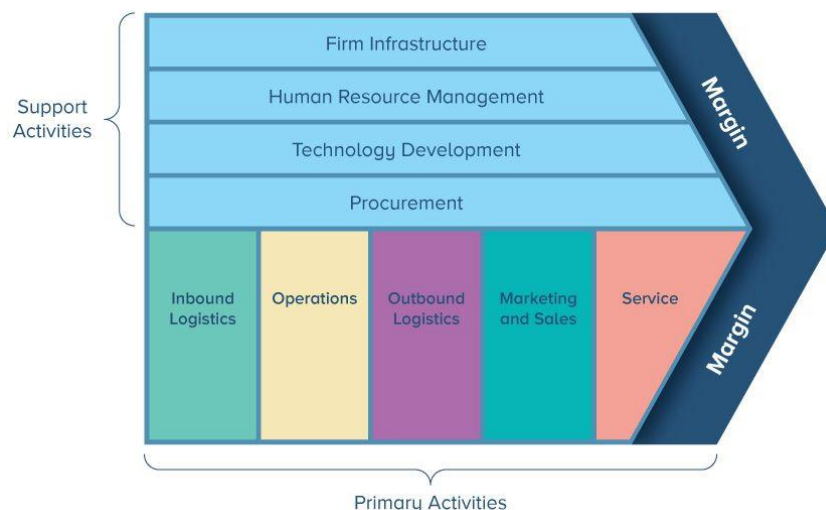 Firm Infrastructure
Human Resource Management
Technology Development
Procurement
Support
Activities
Inbound
Logistics
Operations
Outbound
Logistics
Marketing
and Sales
Service
Margin
Margin
Primary Activities